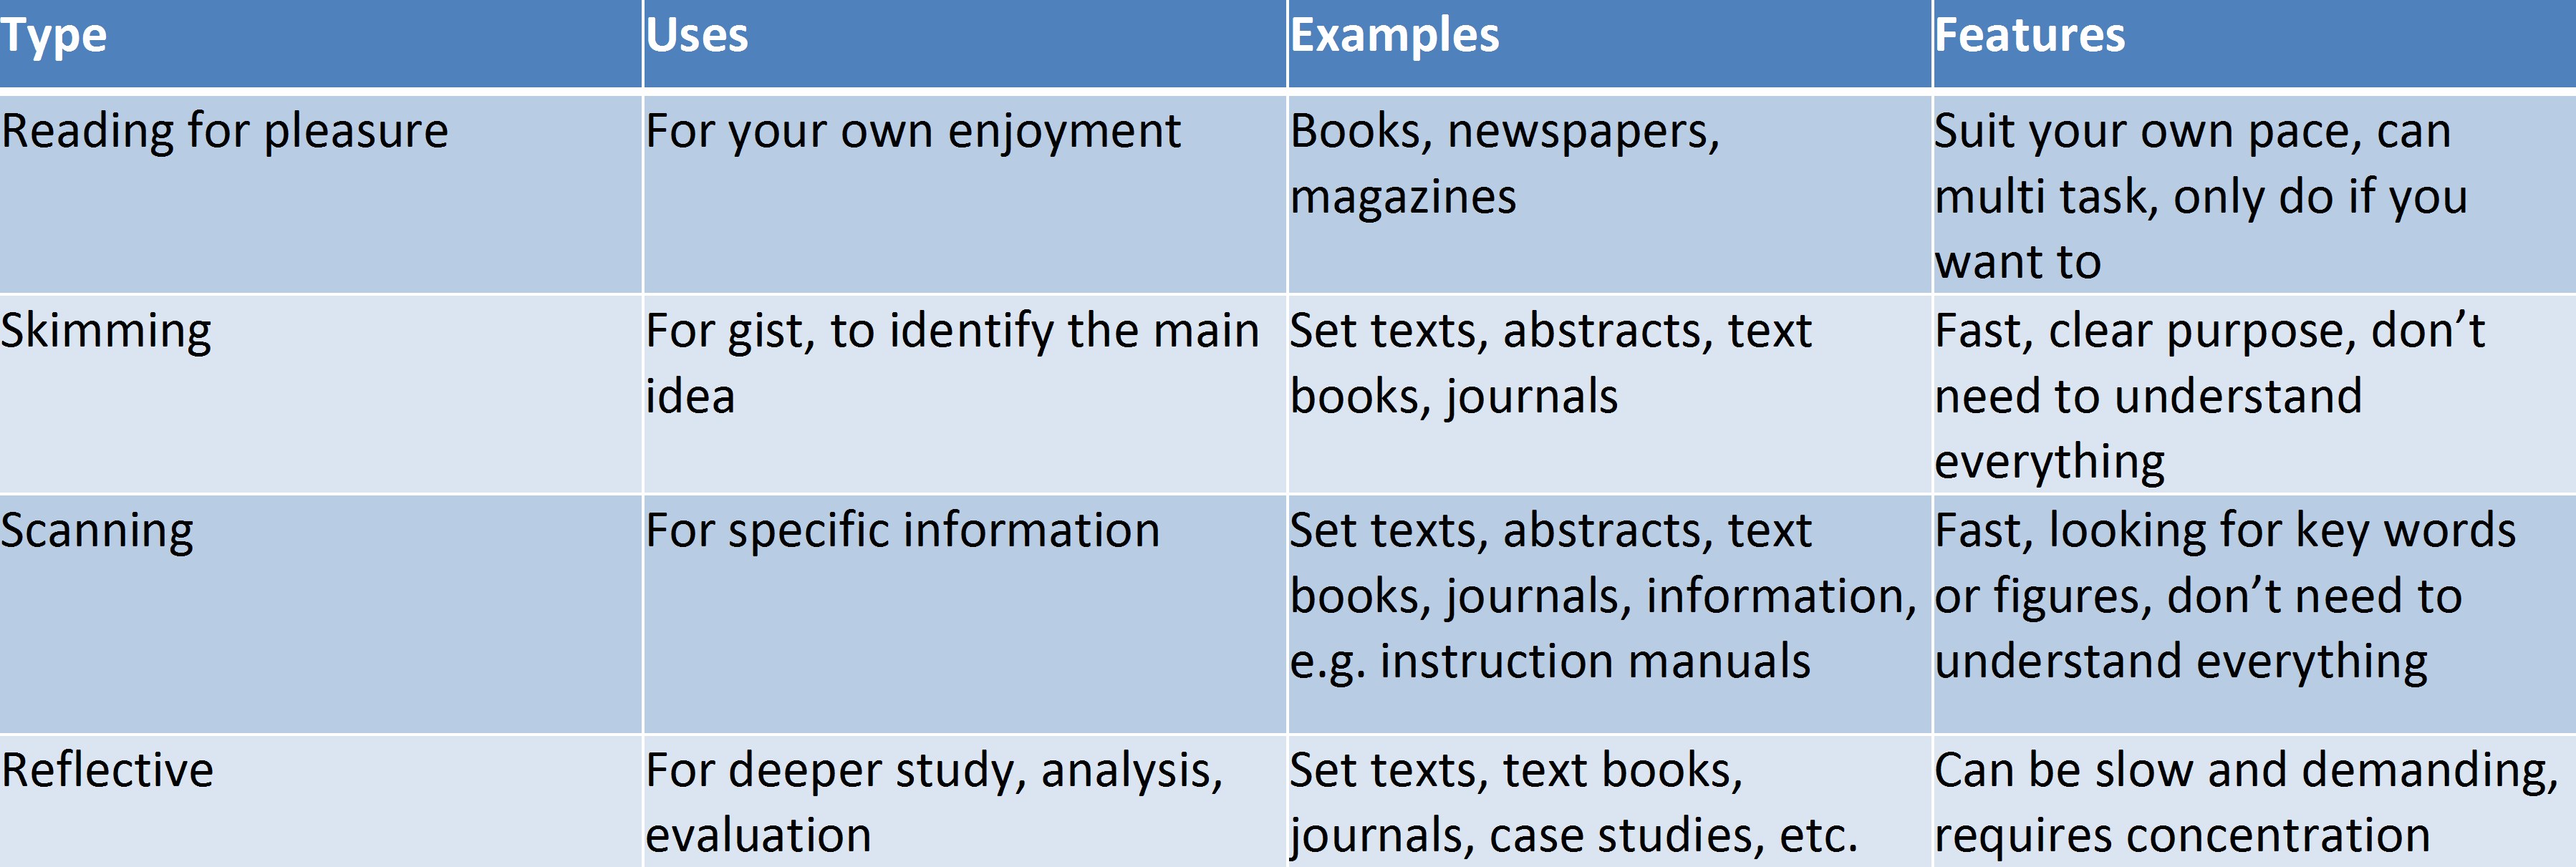 Type Uses Examples Features
Reading for pleasure For your own enjoyment Books, newspapers, Suit your own pace, can
magazines multi task, only do if you
want to
Skimming For gist, to identify the main Set texts, abstracts, text Fast, clear purpose, don’t
idea books, journals need to understand
everything
Scanning For specific information Set texts, abstracts, text Fast, looking for key words
books, journals, information, or figures, don’t need to
e.g. instruction manuals understand everything
Reflective For deeper study, analysis, Set texts, text books, Can be slow and demanding,
evaluation journals, case studies, etc. requires concentration